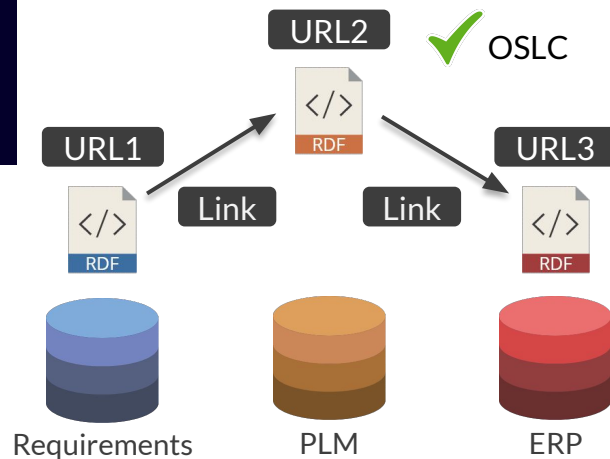 URL2
OSLC
</>
RDF
URL1
URL3
Link
Link
</>
RDF
</>
RDF
Requirements
PLM
ERP